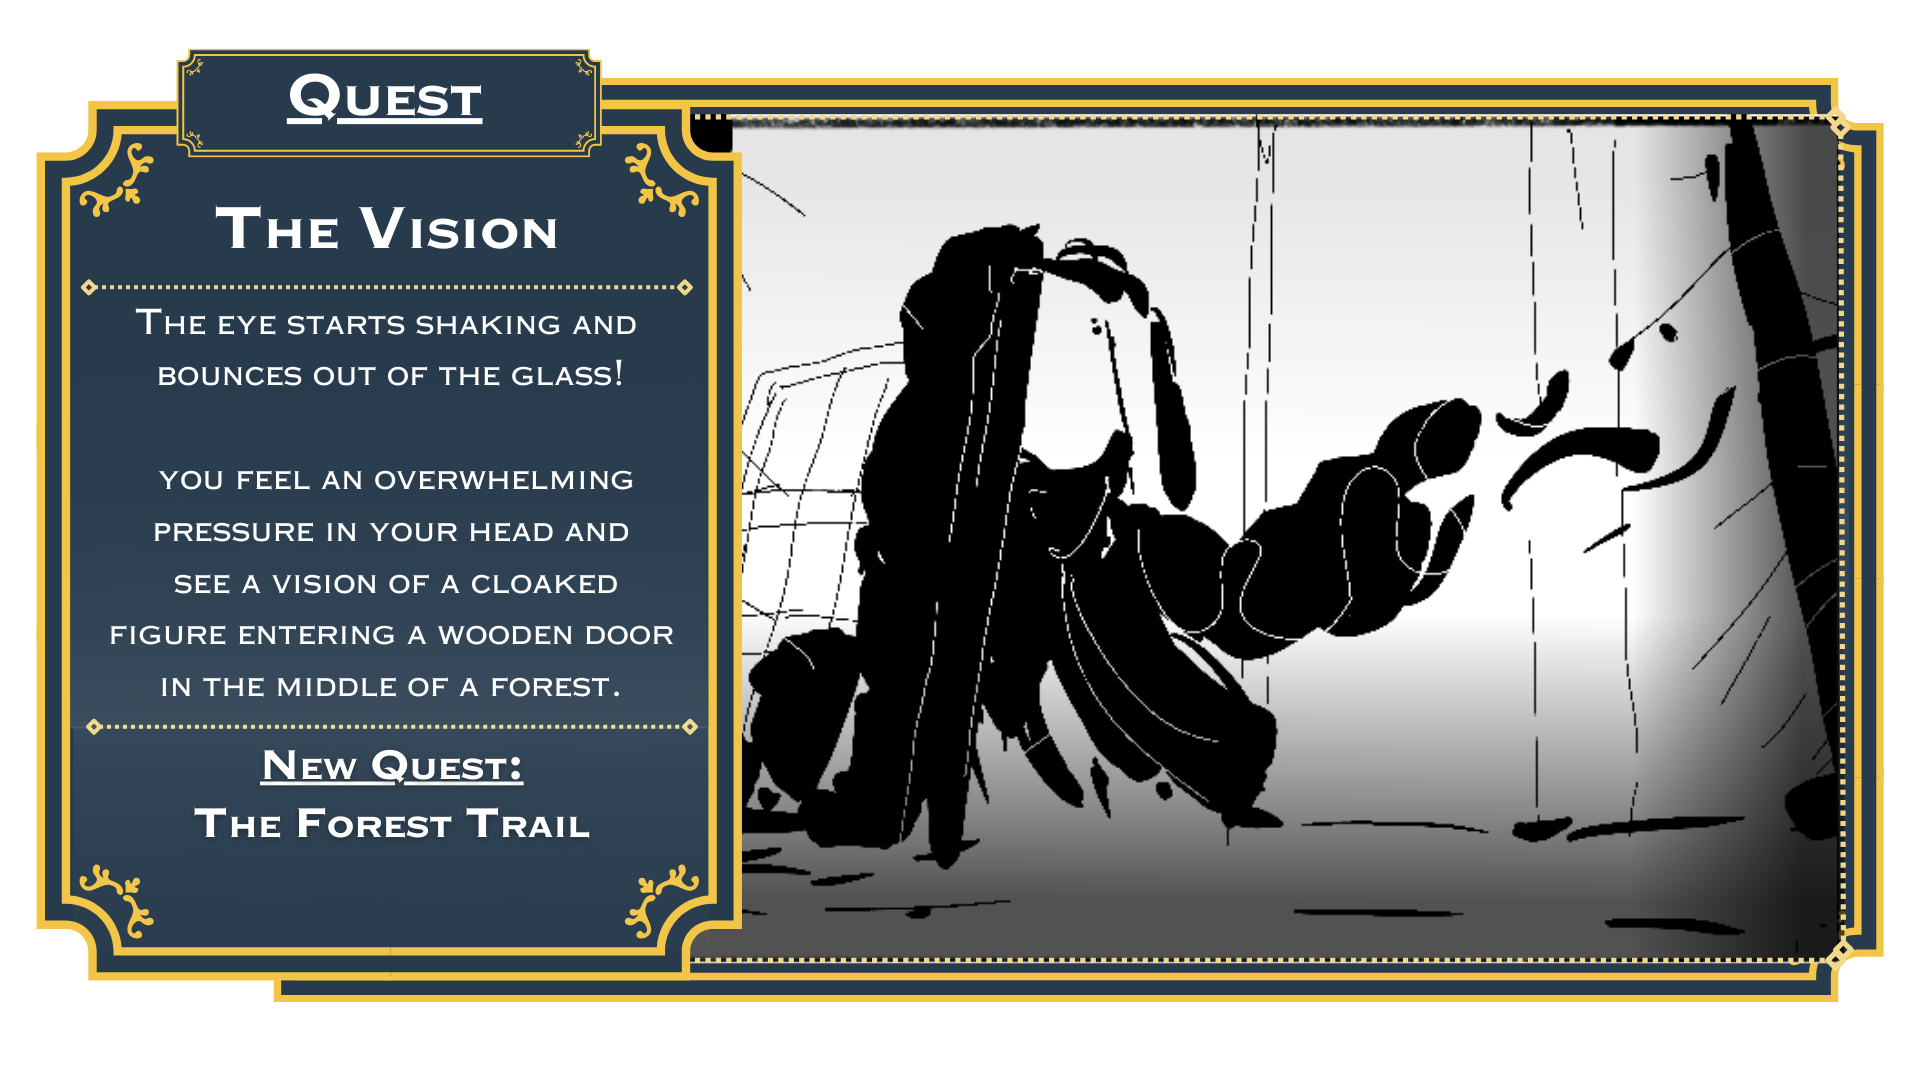 Quest
The Vision
The eye starts shaking and
bounces out of the glass!
you feel an overwhelming
pressure in your head and
see a vision of a cloaked
figure entering a wooden door
in the middle of a forest.
New Quest:
The Forest Trail